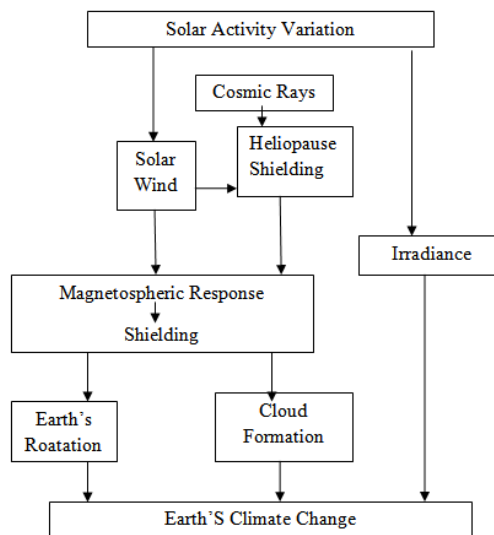 Solar Activity Variation
Cosmic Rays
Heliopause
Shielding
Solar
Wind
Irradiance
Magnetospheric Response
Shielding
Earth’s
Roatation
Cloud
Formation
Earth’S Climate Change